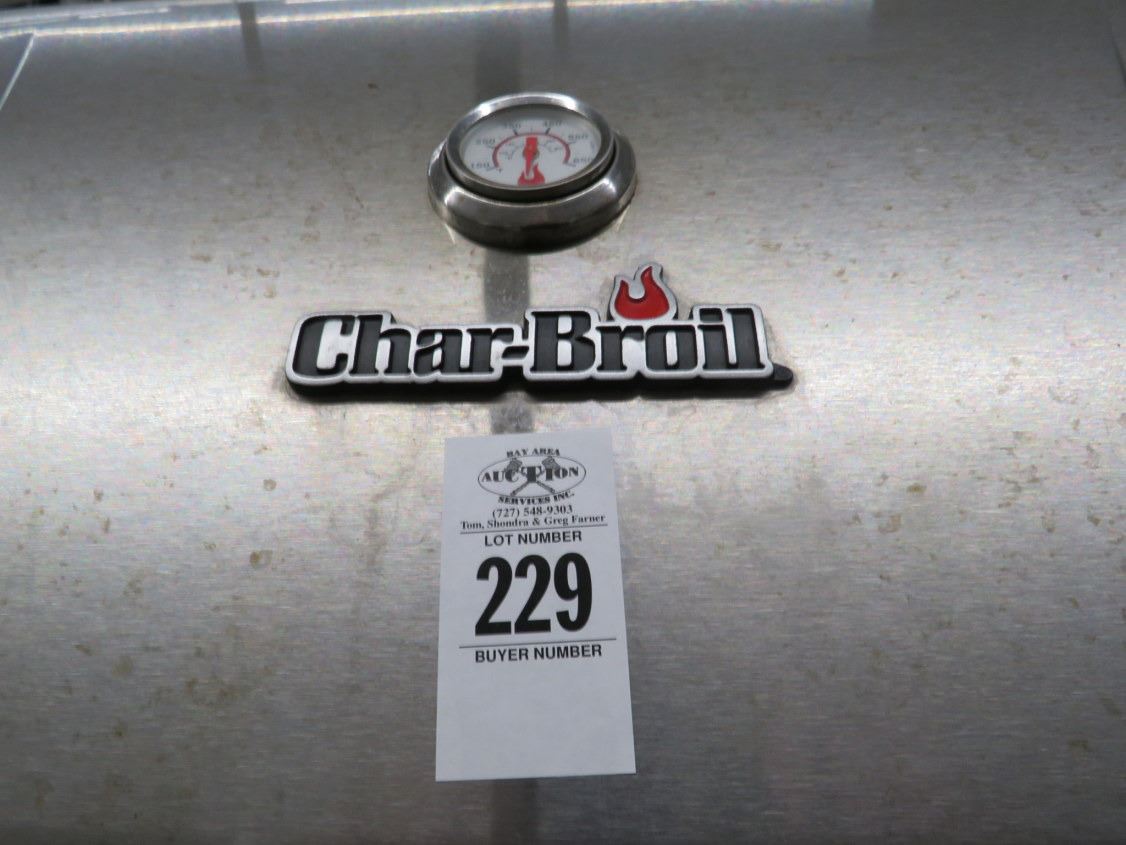 Char-Broil
BAY AREA
AUCTION
SERVICES INC.
(727) 548-9303
Tom, Shondra & Greg Farner
LOT NUMBER
229
BUYER NUMBER